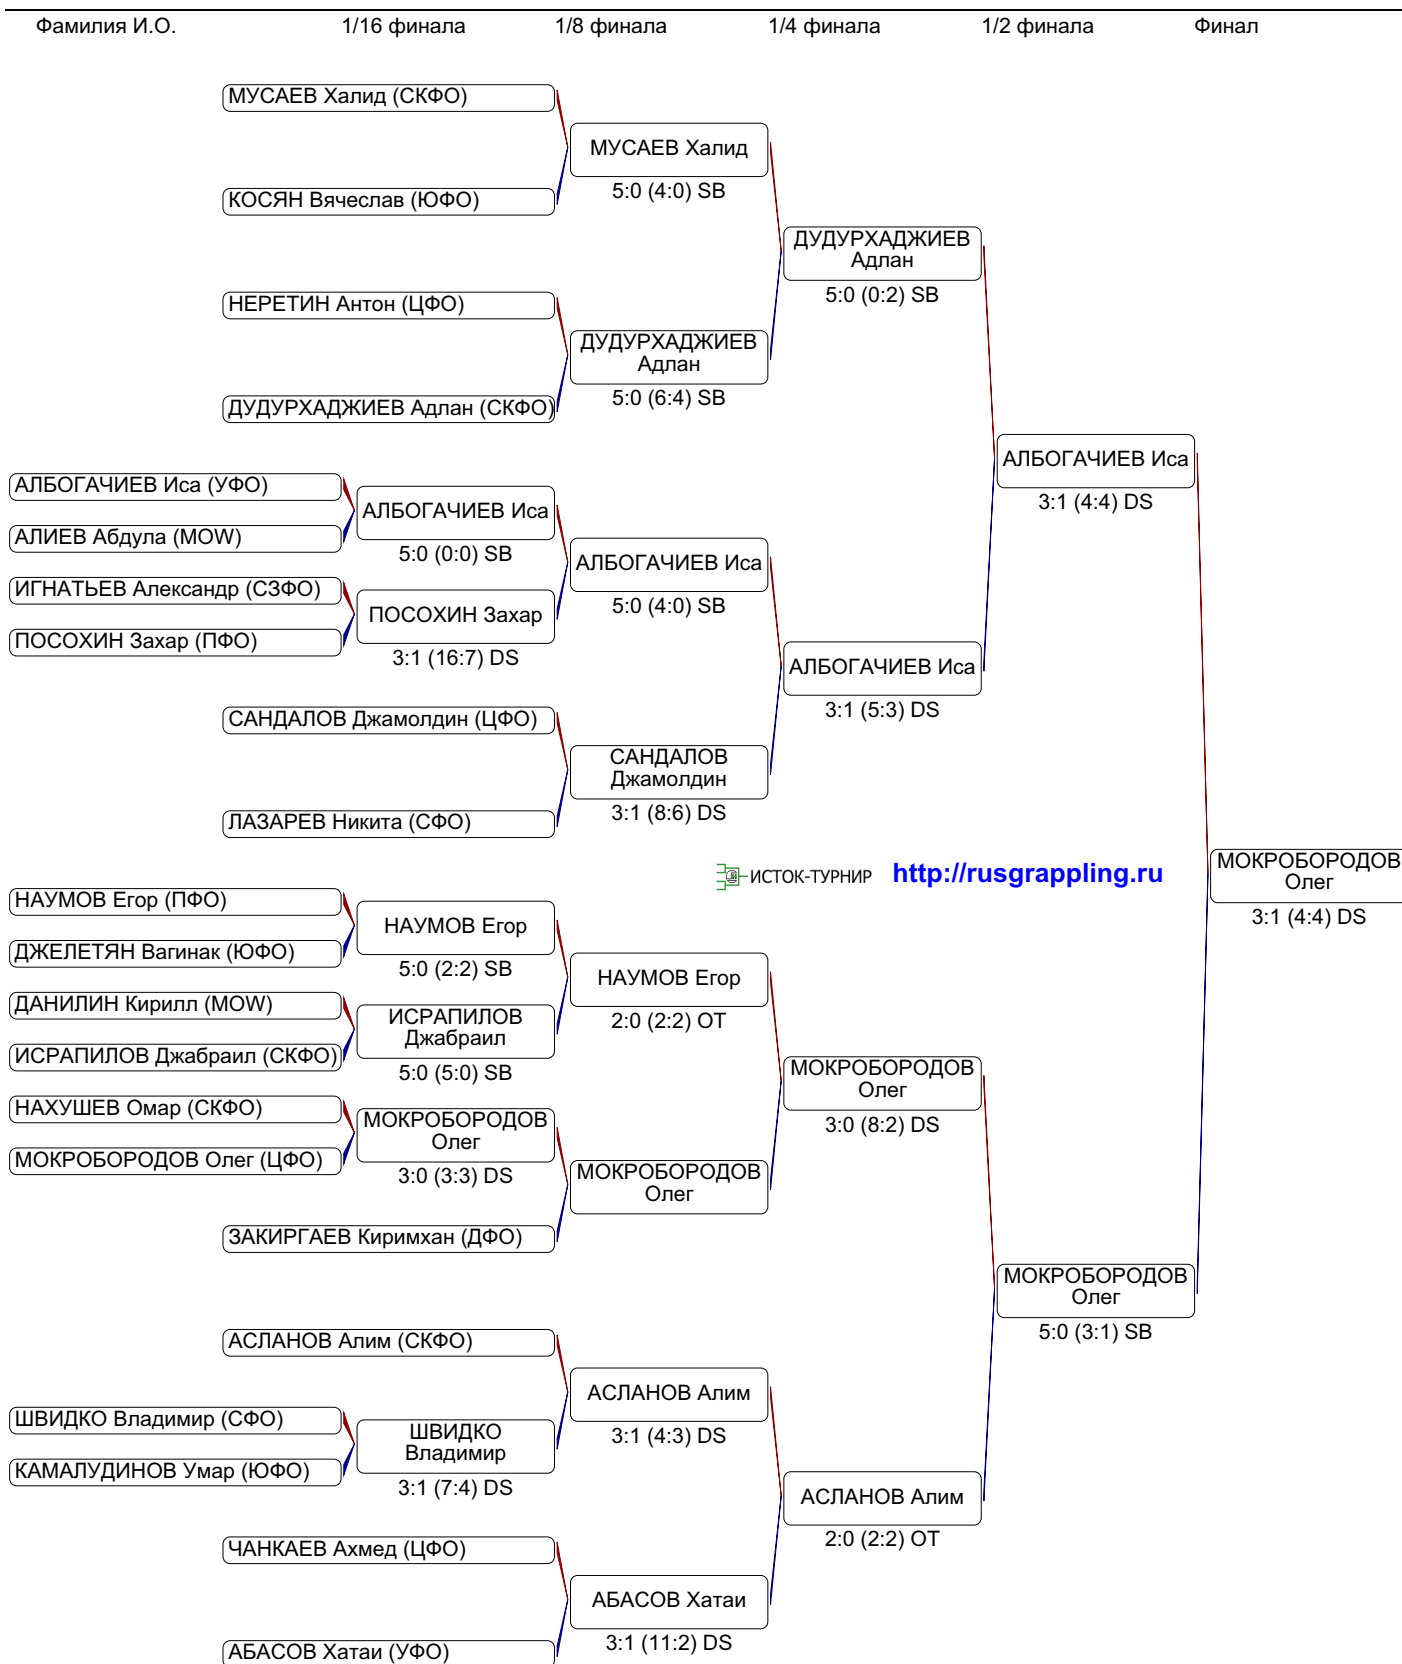 Фамилия И.О. 1/16 финала 1/8 финала 1/4 финала 1/2 финала Финал
МУСАЕВ Халид (СКФО)
МУСАЕВ Халид
5:0 (4:0) SB
КОСЯН Вячеслав (ЮФО)
ДУДУРХАДЖИЕВ
Адлан
5:0 (0:2) SB
НЕРЕТИН Антон (ЦФО)
ДУДУРХАДЖИЕВ
Адлан
5:0 (6:4) SB
ДУДУРХАДЖИЕВ Адлан (СКФО)
АЛБОГАЧИЕВ Иса
3:1 (4:4) DS
АЛБОГАЧИЕВ Иса (УФО)
АЛБОГАЧИЕВ Иса
5:0 (0:0) SB
АЛИЕВ Абдула (MOW)
АЛБОГАЧИЕВ Иса
5:0 (4:0) SB
ИГНАТЬЕВ Александр (СЗФО)
ПОСОХИН Захар
3:1 (16:7) DS
ПОСОХИН Захар (ПФО)
АЛБОГАЧИЕВ Иса
3:1 (5:3) DS
САНДАЛОВ Джамолдин (ЦФО)
САНДАЛОВ
Джамолдин
3:1 (8:6) DS
ЛАЗАРЕВ Никита (СФО)
ИСТОК-ТУРНИР http://rusgrappling.ru
МОКРОБОРОДОВ
Олег
3:1 (4:4) DS
НАУМОВ Егор (ПФО)
НАУМОВ Егор
5:0 (2:2) SB
ДЖЕЛЕТЯН Вагинак (ЮФО)
НАУМОВ Егор
2:0 (2:2) OT
ДАНИЛИН Кирилл (MOW)
ИСРАПИЛОВ
Джабраил
5:0 (5:0) SB
ИСРАПИЛОВ Джабраил (СКФО)
МОКРОБОРОДОВ
Олег
3:0 (8:2) DS
НАХУШЕВ Омар (СКФО)
МОКРОБОРОДОВ
Олег
3:0 (3:3) DS
МОКРОБОРОДОВ Олег (ЦФО)
МОКРОБОРОДОВ
Олег
ЗАКИРГАЕВ Киримхан (ДФО)
МОКРОБОРОДОВ
Олег
5:0 (3:1) SB
АСЛАНОВ Алим (СКФО)
АСЛАНОВ Алим
3:1 (4:3) DS
ШВИДКО Владимир (СФО)
ШВИДКО
Владимир
3:1 (7:4) DS
КАМАЛУДИНОВ Умар (ЮФО)
АСЛАНОВ Алим
2:0 (2:2) OT
ЧАНКАЕВ Ахмед (ЦФО)
АБАСОВ Хатаи
3:1 (11:2) DS
АБАСОВ Хатаи (УФО)